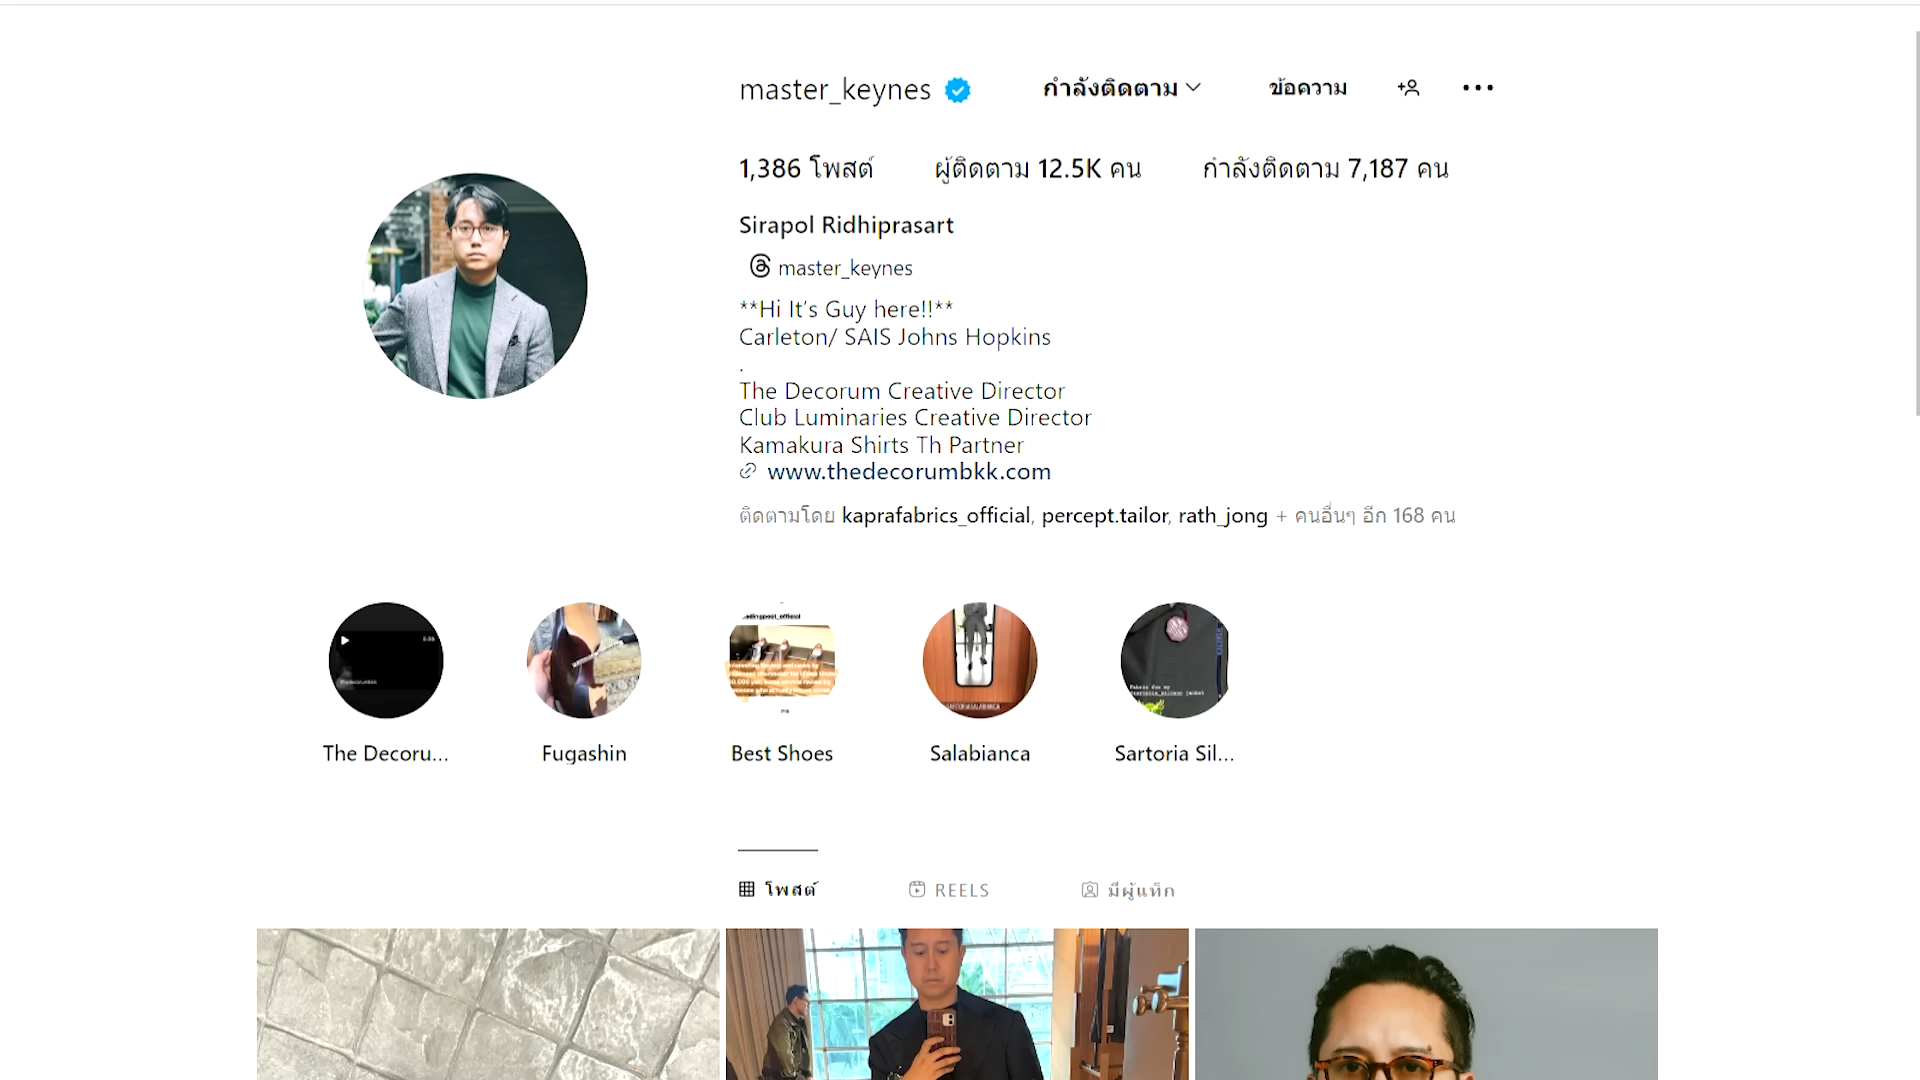 master_keynes กำลังติดตาม ข้อความ
1,386 โพสต์ ผู้ติดตาม 12.5K คน กำลังติดตาม 7,187 คน
Sirapol Ridhiprasart
master_keynes
**Hi It's Guy here!!**
Carleton/ SAIS Johns Hopkins
.
The Decorum Creative Director
Club Luminaries Creative Director
Kamakura Shirts Th Partner
www.thedecorumbkk.com
ติดตามโดย kaprafabrics_official, percept.tailor, rath_jong + คนอื่นๆ อีก 168 คน
The Decoru... Fugashin Best Shoes Salabianca Sartoria Sil...
โพสต์ REELS มีผู้แท็ก